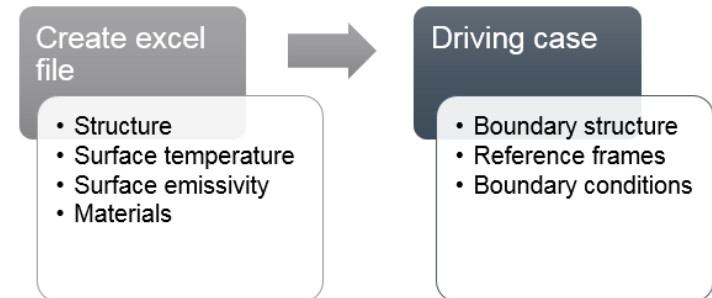 Create excel
file
• Structure
• Surface temperature
• Surface emissivity
• Materials
Driving case
• Boundary structure
• Reference frames
• Boundary conditions